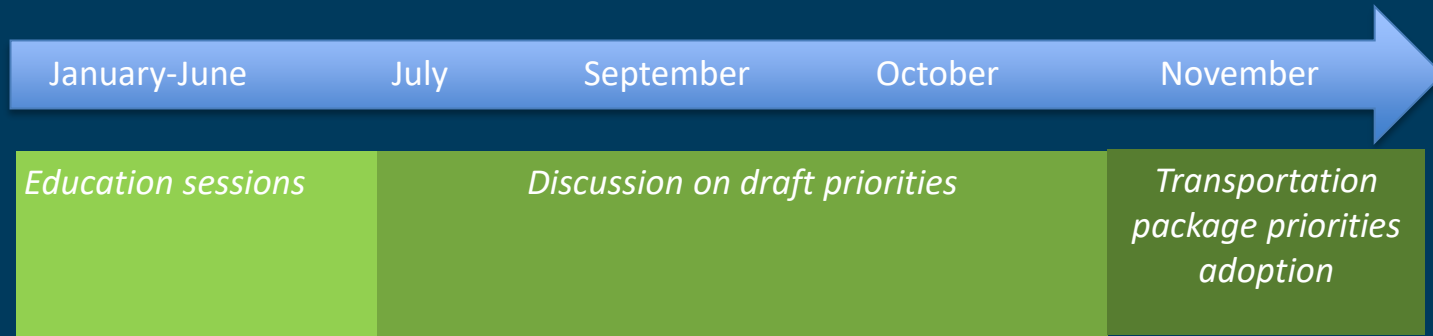 January-June July September October November
Education sessions
Discussion on draft priorities
Transportation
package priorities
adoption